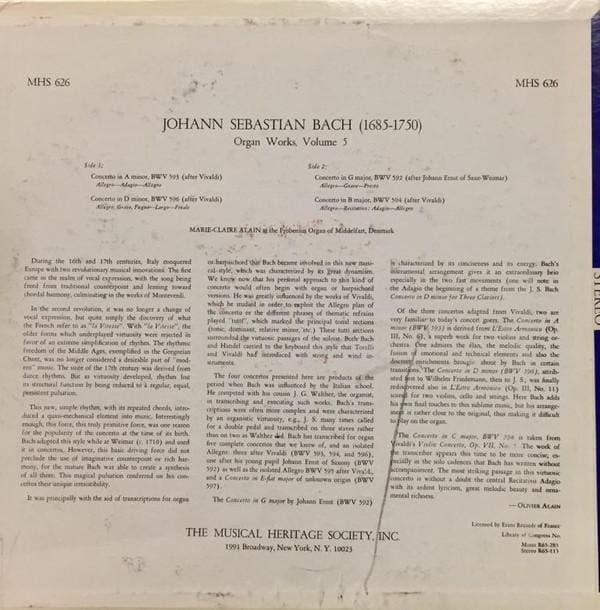 MHS 626
MHS 626
JOHANN SEBASTIAN BACH (1685-1750)
Organ Works, Volume 5
Side 1:
Concerto in A minor, BWV 593 (after Vivaldi)
Allegro—Adagio—Allegro
Concerto in D minor, BWV 596 (after Vivaldi)
Allegro, Grave, Fugue—Largo—Finale
Side 2:
Concerto in G major, BWV 592 (after Johann Ernst of Saxe-Weimar)
Allegro—Grave—Presto
Concerto in B major, BWV 594 (after Vivaldi)
Allegro—Recitative: Adagio—Allegro
MARIE-CLAIRE ALAIN at the Frobenius Organ of Middelfart, Denmark
During the 16th and 17th centuries, Italy conquered
Europe with two revolutionary musical innovations. The first
came in the realm of vocal expression, with the song being
freed from traditional counterpoint and leaning toward
chordal harmony, culminating in the works of Monteverdi.
In the second revolution, it was no longer a change of
vocal expression, but quite simply the discovery of what
the French refer to as "la Vitesse". With "la Vitesse", the
older forms which underplayed virtuosity were rejected in
favor of an extreme simplification of rhythm. The rhythmic
freedom of the Middle Ages, exemplified in the Gregorian
Chant, was no longer considered a desirable part of "mod-
ern" music. The state of the 17th century was derived from
dance rhythms. But as virtuosity developed, rhythm lost
its structural function by being reduced to a regular, equal,
persistent pulsation.
This new, simple rhythm, with its repeated chords, intro-
duced a quasi-mechanical element into music. Interestingly
enough, this force, this truly primitive force, was one reason
for the popularity of the concerto at the time of its birth.
Bach adopted this style while at Weimar (c. 1710) and used
it in concertos. However, this basic driving force did not
preclude the use of imaginative counterpoint or rich har-
mony, for the mature Bach was able to create a synthesis
of all three. This magical pulsation conferred on his con-
certos their unique irresistibility.
It was principally with the aid of transcriptions for organ
or harpsichord that Bach became involved in this new musi-
cal style, which was characterized by its great dynamism.
We know now that his personal approach to this kind of
concerto would often begin with organ or harpsichord
versions. He was greatly influenced by the works of Vivaldi,
which he studied in order to exploit the Allegro plan of
the concerto or the different phrases of thematic refrains
played "tutti", which marked the principal tonal sections
(tonic, dominant, relative minor, etc.) These tutti sections
surrounded the virtuosic passages of the soloist. Both Bach
and Handel carried to the keyboard this style that Torelli
and Vivaldi had introduced with string and wind in-
struments.
The four concertos presented here are products of the
period when Bach was influenced by the Italian school.
He competed with his cousin J. G. Walther, the organist,
in transcribing and executing such works. Bach's trans-
criptions were often more complex and were characterized
by an organistic virtuosity, e.g., J. S. many times called
for a double pedal and transcribed on three staves rather
than on two as Walther did. Bach has transcribed for organ
five complete concertos that we know of, and an isolated
Allegro: three after Vivaldi (BWV 593, 594, and 596),
one after his young pupil Johann Ernst of Saxony (BWV
592) as well as the isolated Allegro BWV 595 after Vivaldi,
and a Concerto in E-flat major of unknown origin (BWV
597).
The Concerto in G major by Johann Ernst (BWV 592)
is characterized by its conciseness and its energy. Bach's
instrumental arrangement gives it an extraordinary brio
especially in the two fast movements (one will note in
the Adagio the beginning of a theme from the J. S. Bach
Concerto in D minor for Three Claviers).
Of the three concertos adapted from Vivaldi, two are
very familiar to today's concert goers. The Concerto in A
minor (BWV 593) is derived from L'Estro Armonico (Op.
III, No. 8), a superb work for two violins and string or-
chestra. One admires the élan, the melodic quality, the
fusion of emotional and technical elements and also the
discreet enrichments brought about by Bach in certain
transitions. The Concerto in D minor (BWV 596), attrib-
uted first to Wilhelm Friedemann, then to J. S., was finally
rediscovered also in L'Estro Armonico (Op. III, No. 11)
scored for two violins, cello and strings. Here Bach adds
his own final touches to this sublime music, but his arrange-
ment is rather close to the original, thus making it difficult
to play on the organ.
The Concerto in C major, BWV 594 is taken from
Vivaldi's Violin Concerto, Op. VII, No. The work of
the transcriber appears this time to be more concise, es-
pecially in the solo cadences that Bach has written without
accompaniment. The most striking passage in this virtuosic
concerto is without a doubt the central Recitative Adagio
with its ardent lyricism, great melodic beauty and orna-
mental richness.
— OLIVIER ALAIN
THE MUSICAL HERITAGE SOCIETY, INC.
1991 Broadway, New York, N. Y. 10023
Licensed by Erato Records of France
Library of Congress No.
Mono R65-285
Stereo R65-113
STEREO